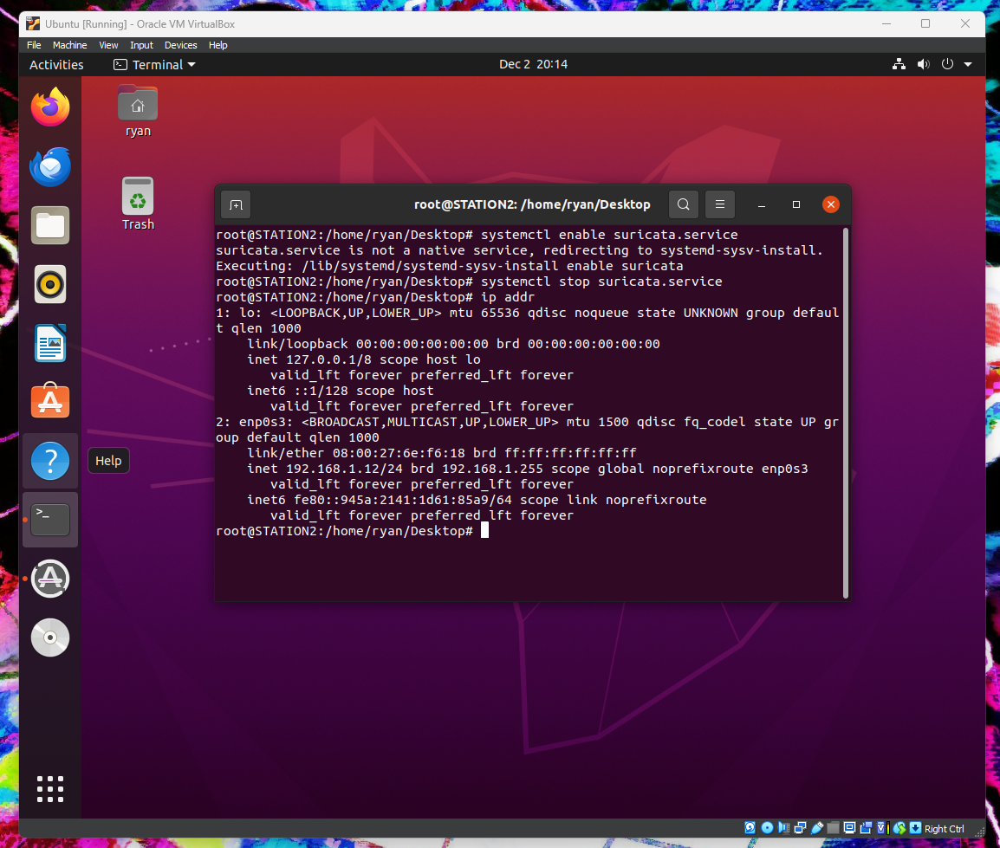 Ubuntu [Running] - Oracle VM VirtualBox
File Machine View Input Devices Help
Activities Terminal Dec 2 20:14
ryan
Trash
Help
root@STATION2: /home/ryan/Desktop
root@STATION2:/home/ryan/Desktop# systemctl enable suricata.service
suricata.service is not a native service, redirecting to systemd-sysv-install.
Executing: /lib/systemd/systemd-sysv-install enable suricata
root@STATION2:/home/ryan/Desktop# systemctl stop suricata.service
root@STATION2:/home/ryan/Desktop# ip addr
1: lo: <LOOPBACK,UP,LOWER_UP> mtu 65536 qdisc noqueue state UNKNOWN group defaul
t qlen 1000
    link/loopback 00:00:00:00:00:00 brd 00:00:00:00:00:00
    inet 127.0.0.1/8 scope host lo
       valid_lft forever preferred_lft forever
    inet6 ::1/128 scope host
       valid_lft forever preferred_lft forever
2: enp0s3: <BROADCAST,MULTICAST,UP,LOWER_UP> mtu 1500 qdisc fq_codel state UP gr
oup default qlen 1000
    link/ether 08:00:27:6e:f6:18 brd ff:ff:ff:ff:ff:ff
    inet 192.168.1.12/24 brd 192.168.1.255 scope global noprefixroute enp0s3
       valid_lft forever preferred_lft forever
    inet6 fe80::945a:2141:1d61:85a9/64 scope link noprefixroute
       valid_lft forever preferred_lft forever
root@STATION2:/home/ryan/Desktop#
Right Ctrl